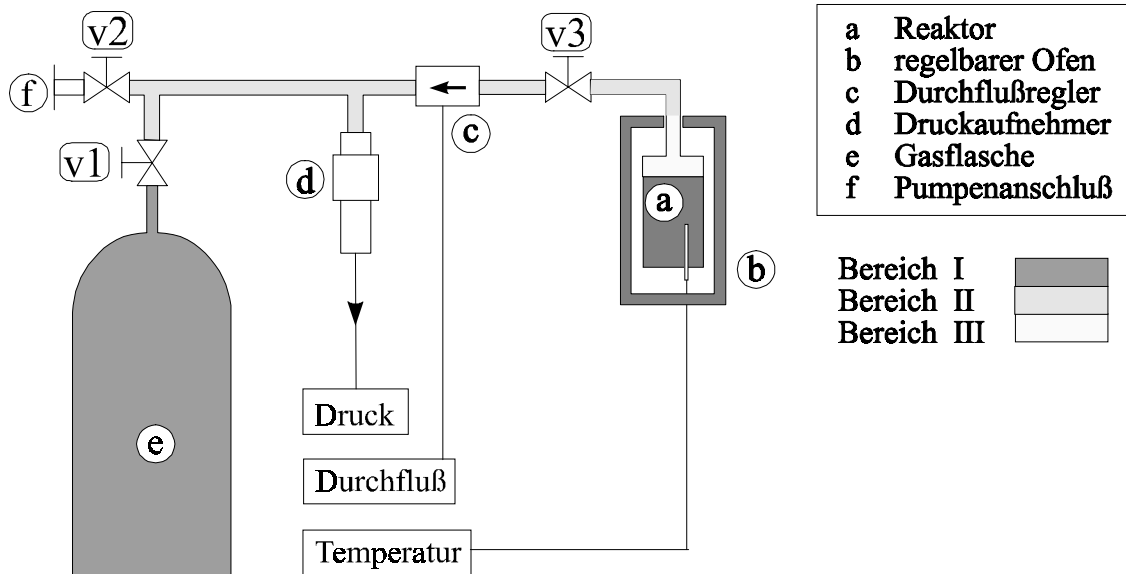 v2
v3
f
c
v1
d
a
b
e
Druck
Durchfluß
Temperatur
a Reaktor
b regelbarer Ofen
c Durchflußregler
d Druckaufnehmer
e Gasflasche
f Pumpenanschluß
Bereich I
Bereich II
Bereich III